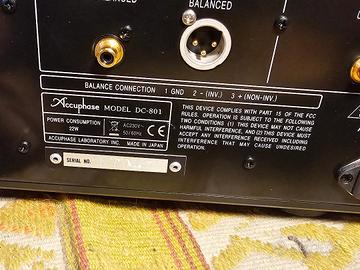 BALANCED
BALANCE CONNECTION 1 GND 2 - (INV.) 3 + (NON-INV.)
Accuphase MODEL DC-801
POWER CONSUMPTION
22W
AC230V
50/60Hz
CE
ACCUPHASE LABORATORY INC. MADE IN JAPAN
THIS DEVICE COMPLIES WITH PART 15 OF THE FCC
RULES. OPERATION IS SUBJECT TO THE FOLLOWING
TWO CONDITIONS (1) THIS DEVICE MAY NOT CAUSE
HARMFUL INTERFERENCE, AND (2) THIS DEVICE MUST
ACCEPT ANY INTERFERENCE RECEIVED INCLUDING
INTERFERENCE THAT MAY CAUSE UNDESIRED
OPERATION.
SERIAL NO.